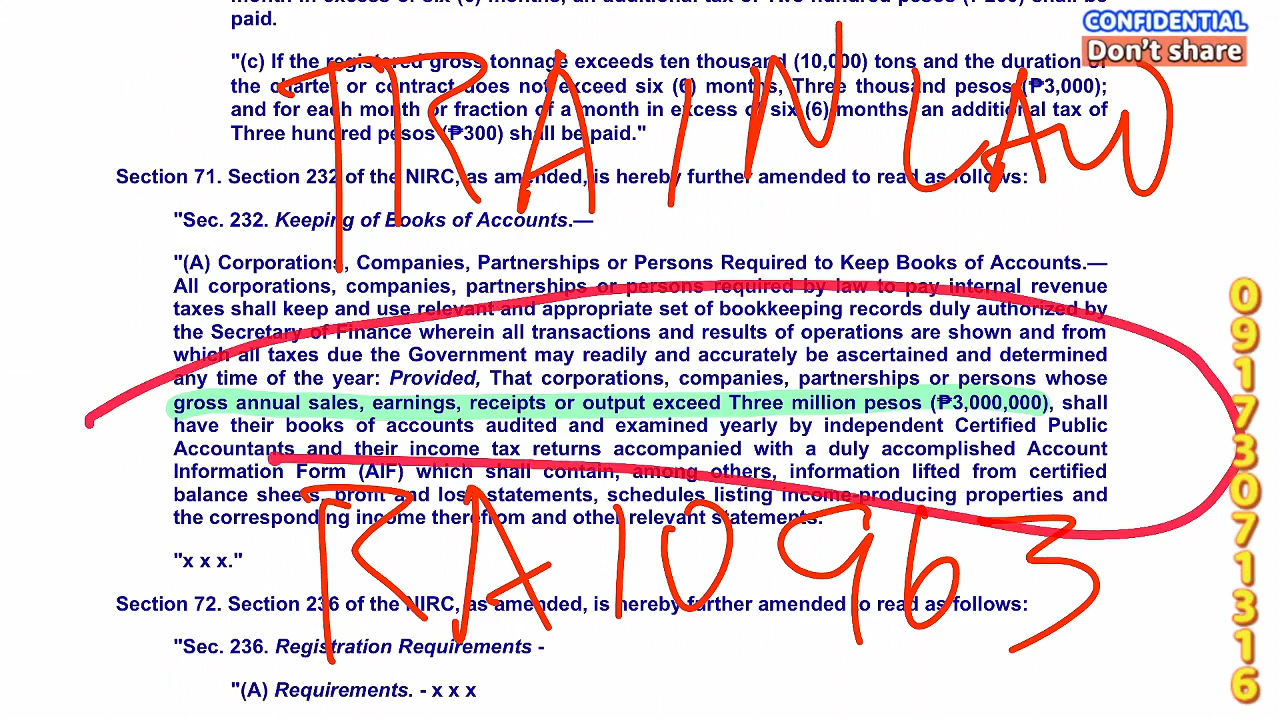 month in excess of six (6) months, an additional tax of Two hundred pesos (₱200) shall be
paid.
CONFIDENTIAL
Don't share
"(c) If the registered gross tonnage exceeds ten thousand (10,000) tons and the duration of
the charter or contract does not exceed six (6) months, Three thousand pesos (₱3,000);
and for each month or fraction of a month in excess of six (6) months, an additional tax of
Three hundred pesos (₱300) shall be paid."
TRAIN LAW
Section 71. Section 232 of the NIRC, as amended, is hereby further amended to read as follows:
"Sec. 232. Keeping of Books of Accounts.—
"(A) Corporations, Companies, Partnerships or Persons Required to Keep Books of Accounts.—
All corporations, companies, partnerships or persons required by law to pay internal revenue
taxes shall keep and use relevant and appropriate set of bookkeeping records duly authorized by
the Secretary of Finance wherein all transactions and results of operations are shown and from
which all taxes due the Government may readily and accurately be ascertained and determined
any time of the year: Provided, That corporations, companies, partnerships or persons whose
gross annual sales, earnings, receipts or output exceed Three million pesos (₱3,000,000), shall
have their books of accounts audited and examined yearly by independent Certified Public
Accountants and their income tax returns accompanied with a duly accomplished Account
Information Form (AIF) which shall contain, among others, information lifted from certified
balance sheets, profit and loss statements, schedules listing income-producing properties and
the corresponding income therefrom and other relevant statements.
RA 10963
"x x x."
Section 72. Section 236 of the NIRC, as amended, is hereby further amended to read as follows:
"Sec. 236. Registration Requirements -
"(A) Requirements. - x x x
09173071316